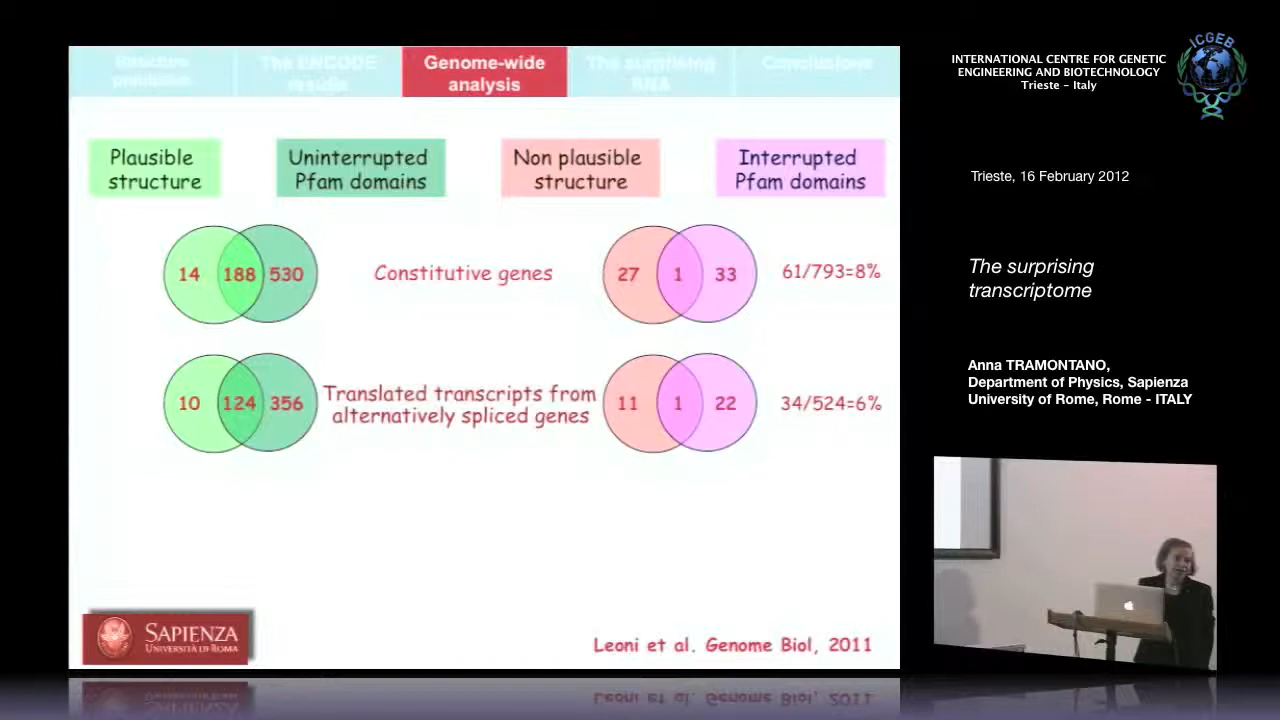 Structure
prediction
The ENCODE
results
Genome-wide
analysis
The surprising
RNA
Conclusions
Plausible
structure
Uninterrupted
Pfam domains
Non plausible
structure
Interrupted
Pfam domains
14 188 530
Constitutive genes
27 1 33
61/793=8%
10 124 356
Translated transcripts from
alternatively spliced genes
11 1 22
34/524=6%
SAPIENZA
UNIVERSITÀ DI ROMA
Leoni et al. Genome Biol, 2011
INTERNATIONAL CENTRE FOR GENETIC
ENGINEERING AND BIOTECHNOLOGY
Trieste - Italy
ICGEB
Trieste, 16 February 2012
The surprising
transcriptome
Anna TRAMONTANO,
Department of Physics, Sapienza
University of Rome, Rome - ITALY